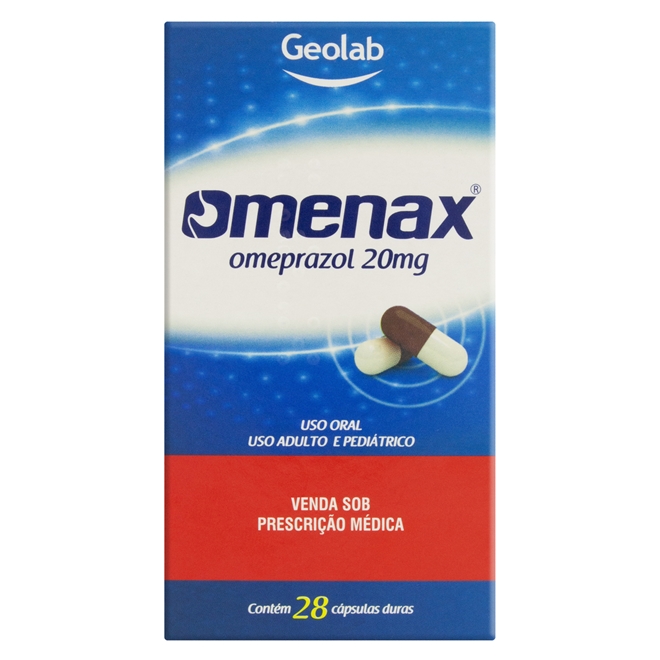 Geolab
Omenax®
omeprazol 20mg
USO ORAL
USO ADULTO E PEDIÁTRICO
VENDA SOB
PRESCRIÇÃO MÉDICA
Contém 28 cápsulas duras